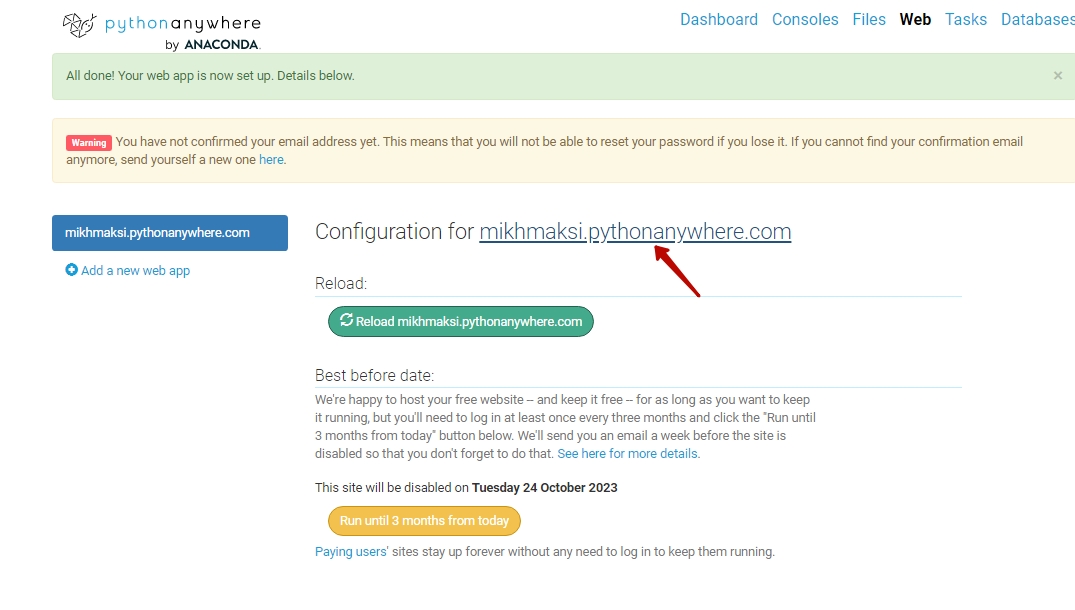 pythonanywhere
by ANACONDA.
Dashboard Consoles Files Web Tasks Databases
All done! Your web app is now set up. Details below.
×
Warning You have not confirmed your email address yet. This means that you will not be able to reset your password if you lose it. If you cannot find your confirmation email
anymore, send yourself a new one here.
mikhmaksi.pythonanywhere.com
Add a new web app
Configuration for mikhmaksi.pythonanywhere.com
Reload:
Reload mikhmaksi.pythonanywhere.com
Best before date:
We're happy to host your free website -- and keep it free -- for as long as you want to keep
it running, but you'll need to log in at least once every three months and click the "Run until
3 months from today" button below. We'll send you an email a week before the site is
disabled so that you don't forget to do that. See here for more details.
This site will be disabled on Tuesday 24 October 2023
Run until 3 months from today
Paying users' sites stay up forever without any need to log in to keep them running.